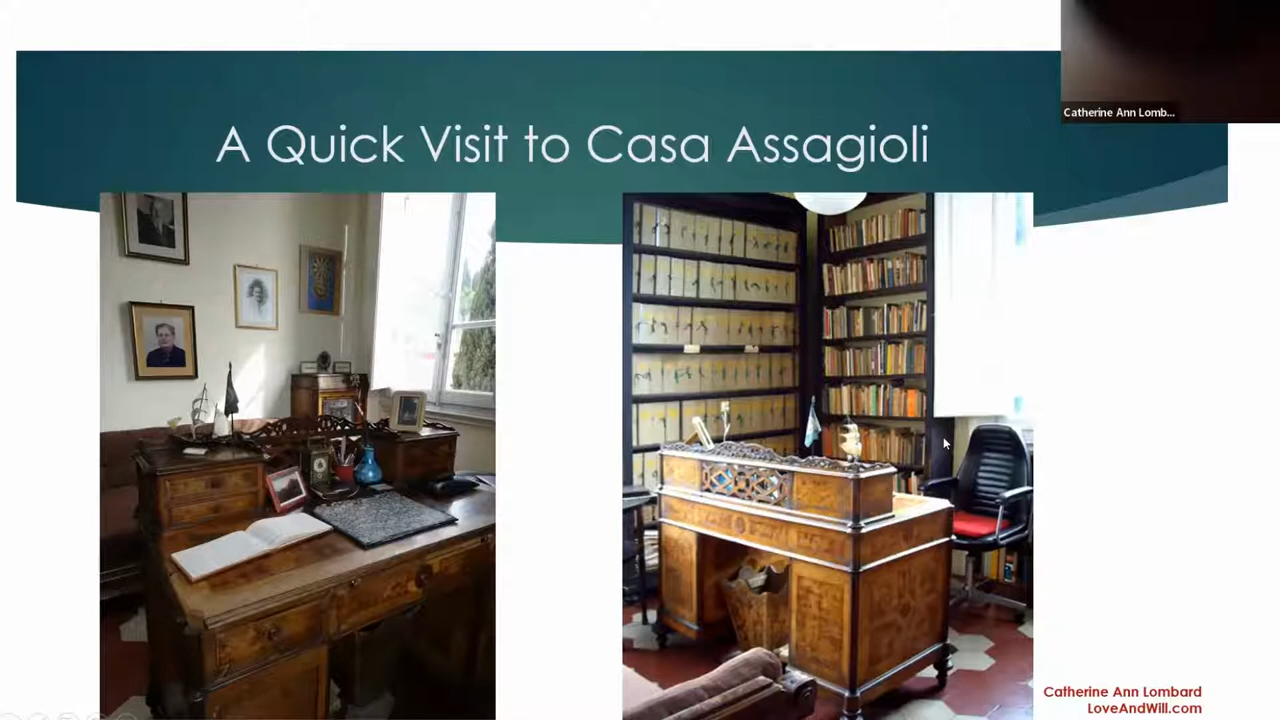 Catherine Ann Lomb...
A Quick Visit to Casa Assagioli
Catherine Ann Lombard
LoveAndWill.com